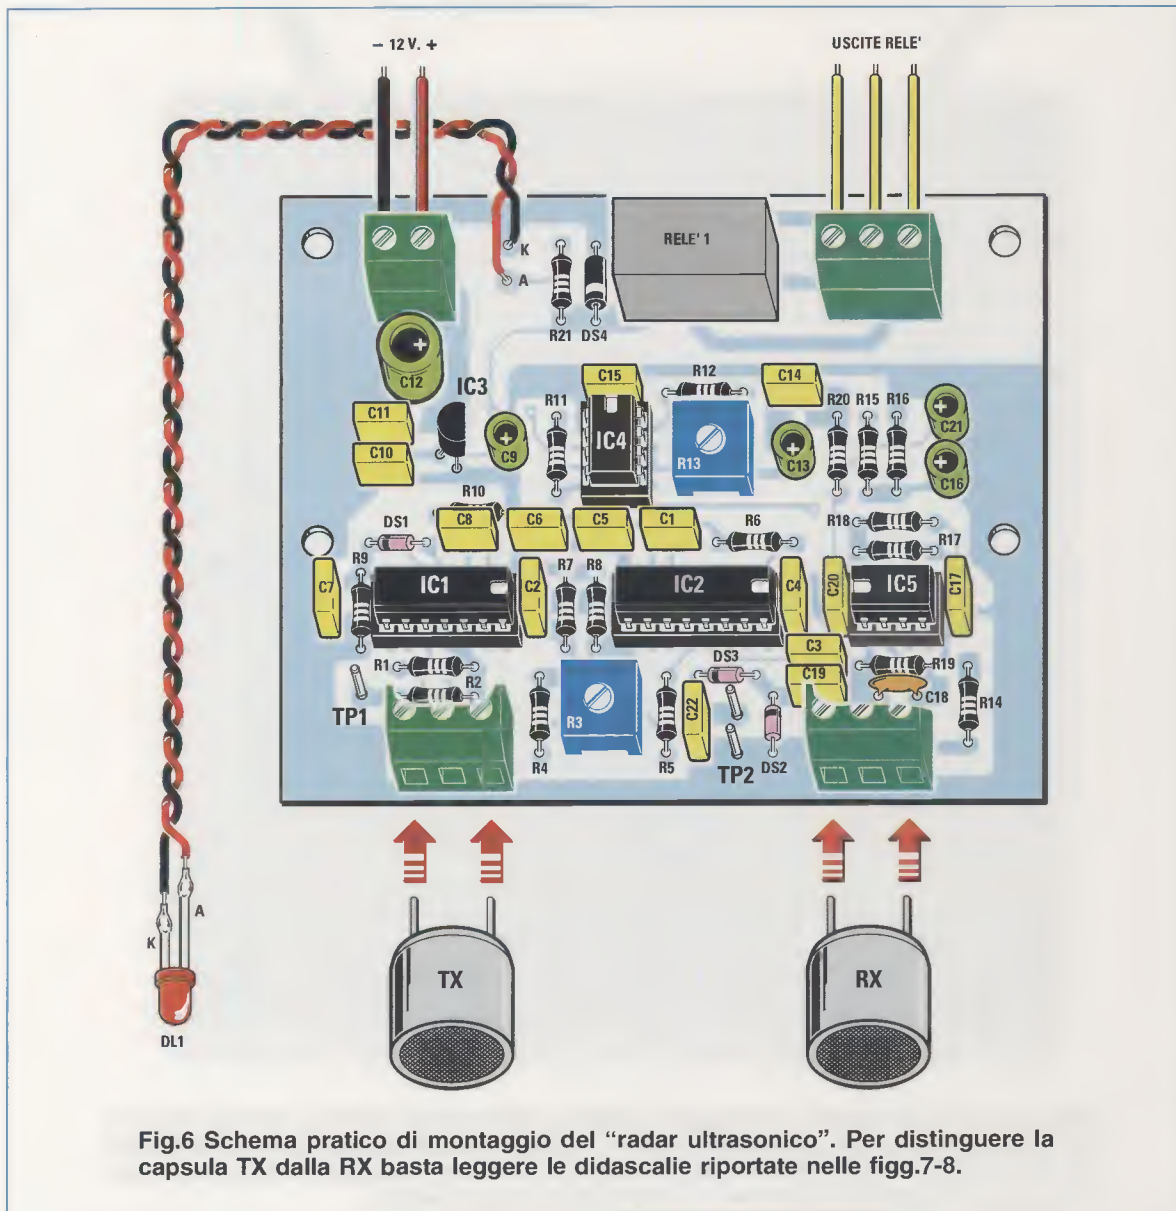 – 12 V. +
USCITE RELE'
K
A
RELE' 1
R21
DS4
C12
IC3
C15
R12
C14
R11
R20
R15
R16
C11
C21
IC4
C10
C9
R13
C13
C16
R10
DS1
C8
C6
C5
C1
R6
R18
R17
R9
R7
R8
C7
IC1
C2
IC2
C4
C20
IC5
C17
C3
R1
DS3
R19
R2
C19
C18
R14
TP1
R3
C22
R4
R5
TP2
DS2
A
K
TX
RX
DL1
Fig.6 Schema pratico di montaggio del “radar ultrasonico”. Per distinguere la
capsula TX dalla RX basta leggere le didascalie riportate nelle figg.7-8.